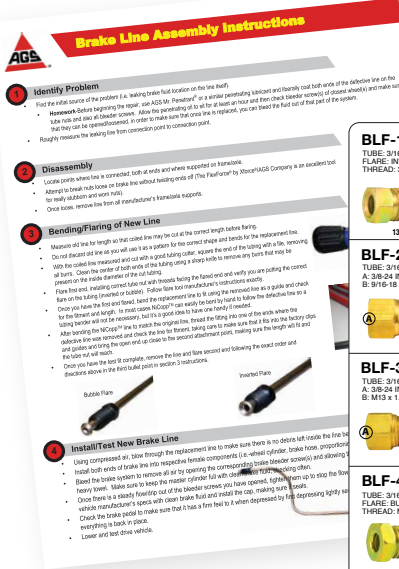 AGS
Brake Line Assembly Instructions
1 Identify Problem
• Find the initial source of the problem (i.e. leaking brake fluid location on the line itself).
• Homework-Before beginning the repair, use AGS Mr. Penetrant® or a similar penetrating lubricant and liberally coat both ends of the defective line on the
tube nuts and also all bleeder screws. Allow the penetrating oil to sit for at least an hour and then check bleeder screw(s) of closest wheel(s) and make sure
that they can be opened/loosened, in order to make sure that once line is replaced, you can bleed the fluid out of that part of the system.
• Roughly measure the leaking line from connection point to connection point.
2 Disassembly
• Locate points where line is connected; both at ends and where supported on frame/axle.
• Attempt to break nuts loose on brake line without twisting ends off (The FlexForce® by Xforce/AGS Company is an excellent tool
for really stubborn and worn nuts).
• Once loose, remove line from all manufacturer's frame/axle supports.
3 Bending/Flaring of New Line
• Measure old line for length so that coiled line may be cut at the correct length before flaring.
• Do not discard old line as you will use it as a pattern for the correct shape and bends for the replacement line.
• With the coiled line measured and cut with a good tubing cutter, square the end of the tubing with a file, removing
all burrs. Clean the center of both ends of the tubing using a sharp knife to remove any burrs that may be
present on the inside diameter of the cut tubing.
• Flare first end, installing correct tube nut with threads facing the flared end and verify you are putting the correct
flare on the tubing (inverted or bubble). Follow flare tool manufacturer's instructions exactly.
• Once you have the first end flared, bend the replacement line to fit using the removed line as a guide and check
for fitment and length. In most cases NiCopp™ can easily be bent by hand to follow the defective line so a
tubing bender will not be necessary, but it's a good idea to have one handy if needed.
• After bending the NiCopp™ line to match the original line, thread the fitting into one of the ends where the
defective line was removed and check the line for fitment, taking care to make sure that it fits into the factory clips
and guides and bring the open end up close to the second attachment point, making sure the length will fit and
the tube nut will reach.
• Once you have the test fit complete, remove the line and flare second end following the exact order and
directions above in the third bullet point in section 3 instructions.
Bubble Flare
Inverted Flare
4 Install/Test New Brake Line
• Using compressed air, blow through the replacement line to make sure there is no debris left inside the line be
• Install both ends of brake line into respective female components (i.e.-wheel cylinder, brake hose, proportionin
• Bleed the brake system to remove all air by opening the corresponding brake bleeder screw(s) and allowing t
heavy towel. Make sure to keep the master cylinder full with clean brake fluid, checking often.
• Once there is a steady flow/drip out of the bleeder screws you have opened, tighten them up to stop the flow
vehicle manufacturer's specs with clean brake fluid and install the cap, making sure it seals.
• Check the brake pedal to make sure that it has a firm feel to it when depressed by first depressing lightly se
everything is back in place.
• Lower and test drive vehicle.
BLF-
TUBE: 3/16
FLARE: IN
THREAD: 3
13
BLF-2
TUBE: 3/16
A: 3/8-24 IN
B: 9/16-18
A
BLF-3
TUBE: 3/16
A: 3/8-24 IN
B: M13 x 1.
A
BLF-4
TUBE: 3/16
FLARE: BU
THREAD: M